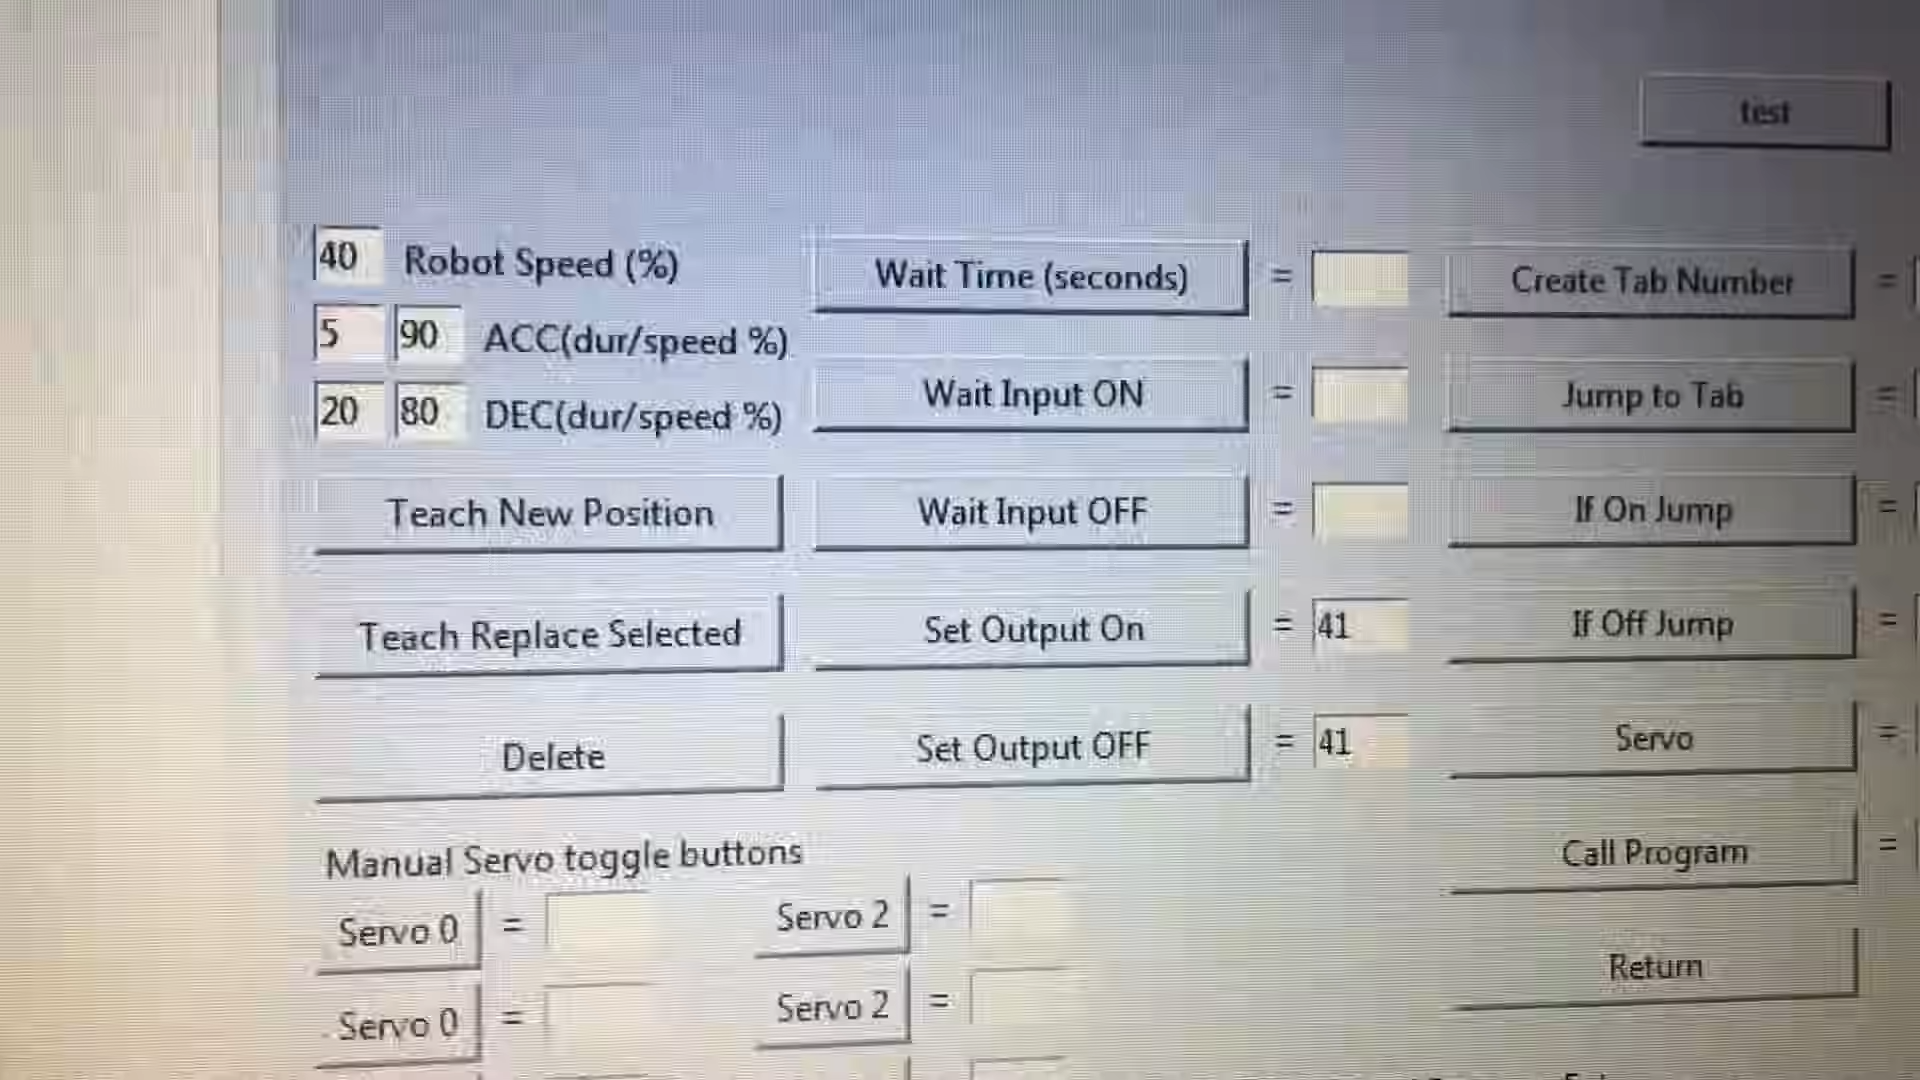 test
40 Robot Speed (%)
5 90 ACC(dur/speed %)
20 80 DEC(dur/speed %)
Teach New Position
Teach Replace Selected
Delete
Wait Time (seconds) =
Wait Input ON =
Wait Input OFF =
Set Output On = 41
Set Output OFF = 41
Create Tab Number =
Jump to Tab =
If On Jump =
If Off Jump =
Servo =
Call Program =
Return
Manual Servo toggle buttons
Servo 0 =
Servo 2 =
Servo 0 =
Servo 2 =